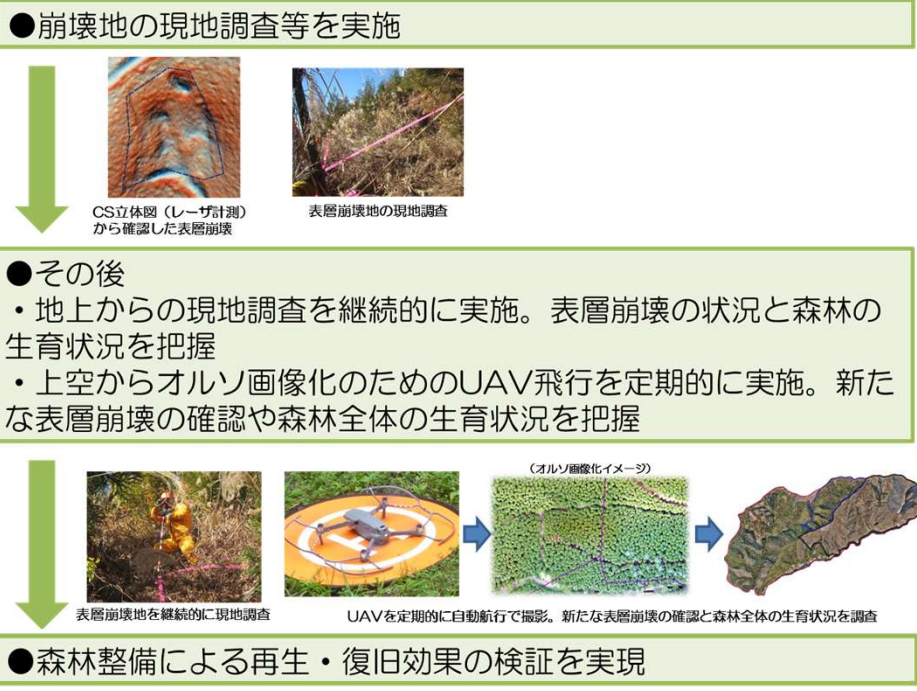 ●崩壊地の現地調査等を実施
CS立体図（レーザ計測）
から確認した表層崩壊
表層崩壊地の現地調査
●その後
・地上からの現地調査を継続的に実施。表層崩壊の状況と森林の
生育状況を把握
・上空からオルソ画像化のためのUAV飛行を定期的に実施。新た
な表層崩壊の確認や森林全体の生育状況を把握
（オルソ画像化イメージ）
表層崩壊地を継続的に現地調査
UAVを定期的に自動航行で撮影。新たな表層崩壊の確認と森林全体の生育状況を調査
●森林整備による再生・復旧効果の検証を実現